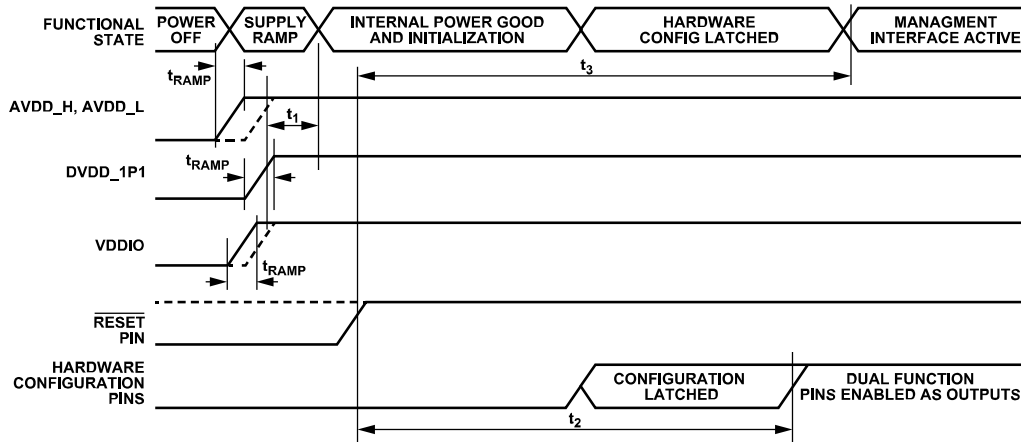 FUNCTIONAL
STATE
POWER
OFF
SUPPLY
RAMP
INTERNAL POWER GOOD
AND INITIALIZATION
HARDWARE
CONFIG LATCHED
MANAGMENT
INTERFACE ACTIVE
tRAMP
t3
AVDD_H, AVDD_L
t1
tRAMP
DVDD_1P1
VDDIO
tRAMP
RESET
PIN
HARDWARE
CONFIGURATION
PINS
CONFIGURATION
LATCHED
DUAL FUNCTION
PINS ENABLED AS OUTPUTS
t2